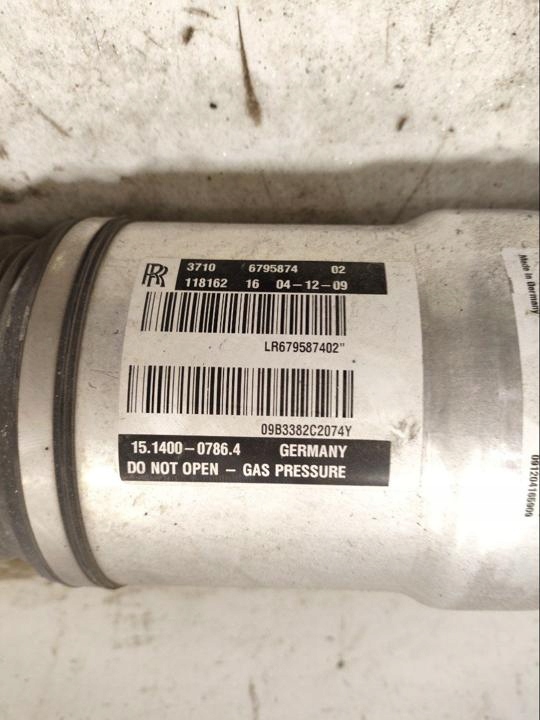 RR 3710 6795874 02
118162 16 04-12-09
LR679587402"
09B3382C2074Y
15.1400-0786.4 GERMANY
DO NOT OPEN - GAS PRESSURE
Made in Germany